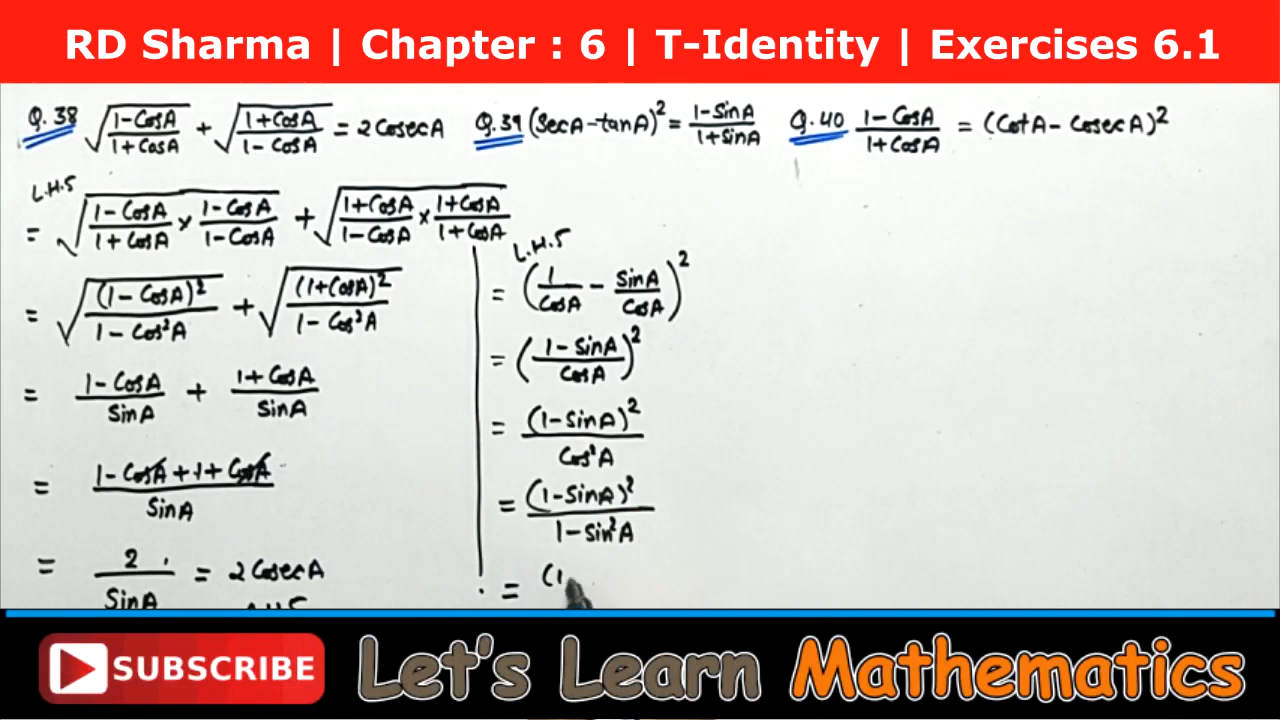 RD Sharma | Chapter : 6 | T-Identity | Exercises 6.1
Q.38 √((1-CosA)/(1+CosA)) + √((1+CosA)/(1-CosA)) = 2CosecA
L.H.S
= √((1-CosA)/(1+CosA) × (1-CosA)/(1-CosA)) + √((1+CosA)/(1-CosA) × (1+CosA)/(1+CosA))
= √((1-CosA)²/(1-Cos²A)) + √((1+CosA)²/(1-Cos²A))
= (1-CosA)/SinA + (1+CosA)/SinA
= (1-CosA+1+CosA)/SinA
= 2/SinA = 2CosecA
Q.39 (SecA-tanA)² = (1-SinA)/(1+SinA)
L.H.S
= (1/CosA - SinA/CosA)²
= ((1-SinA)/CosA)²
= (1-SinA)²/Cos²A
= (1-SinA)²/(1-Sin²A)
= (1
Q.40 (1-CosA)/(1+CosA) = (CotA-CosecA)²
SUBSCRIBE
Let's Learn Mathematics